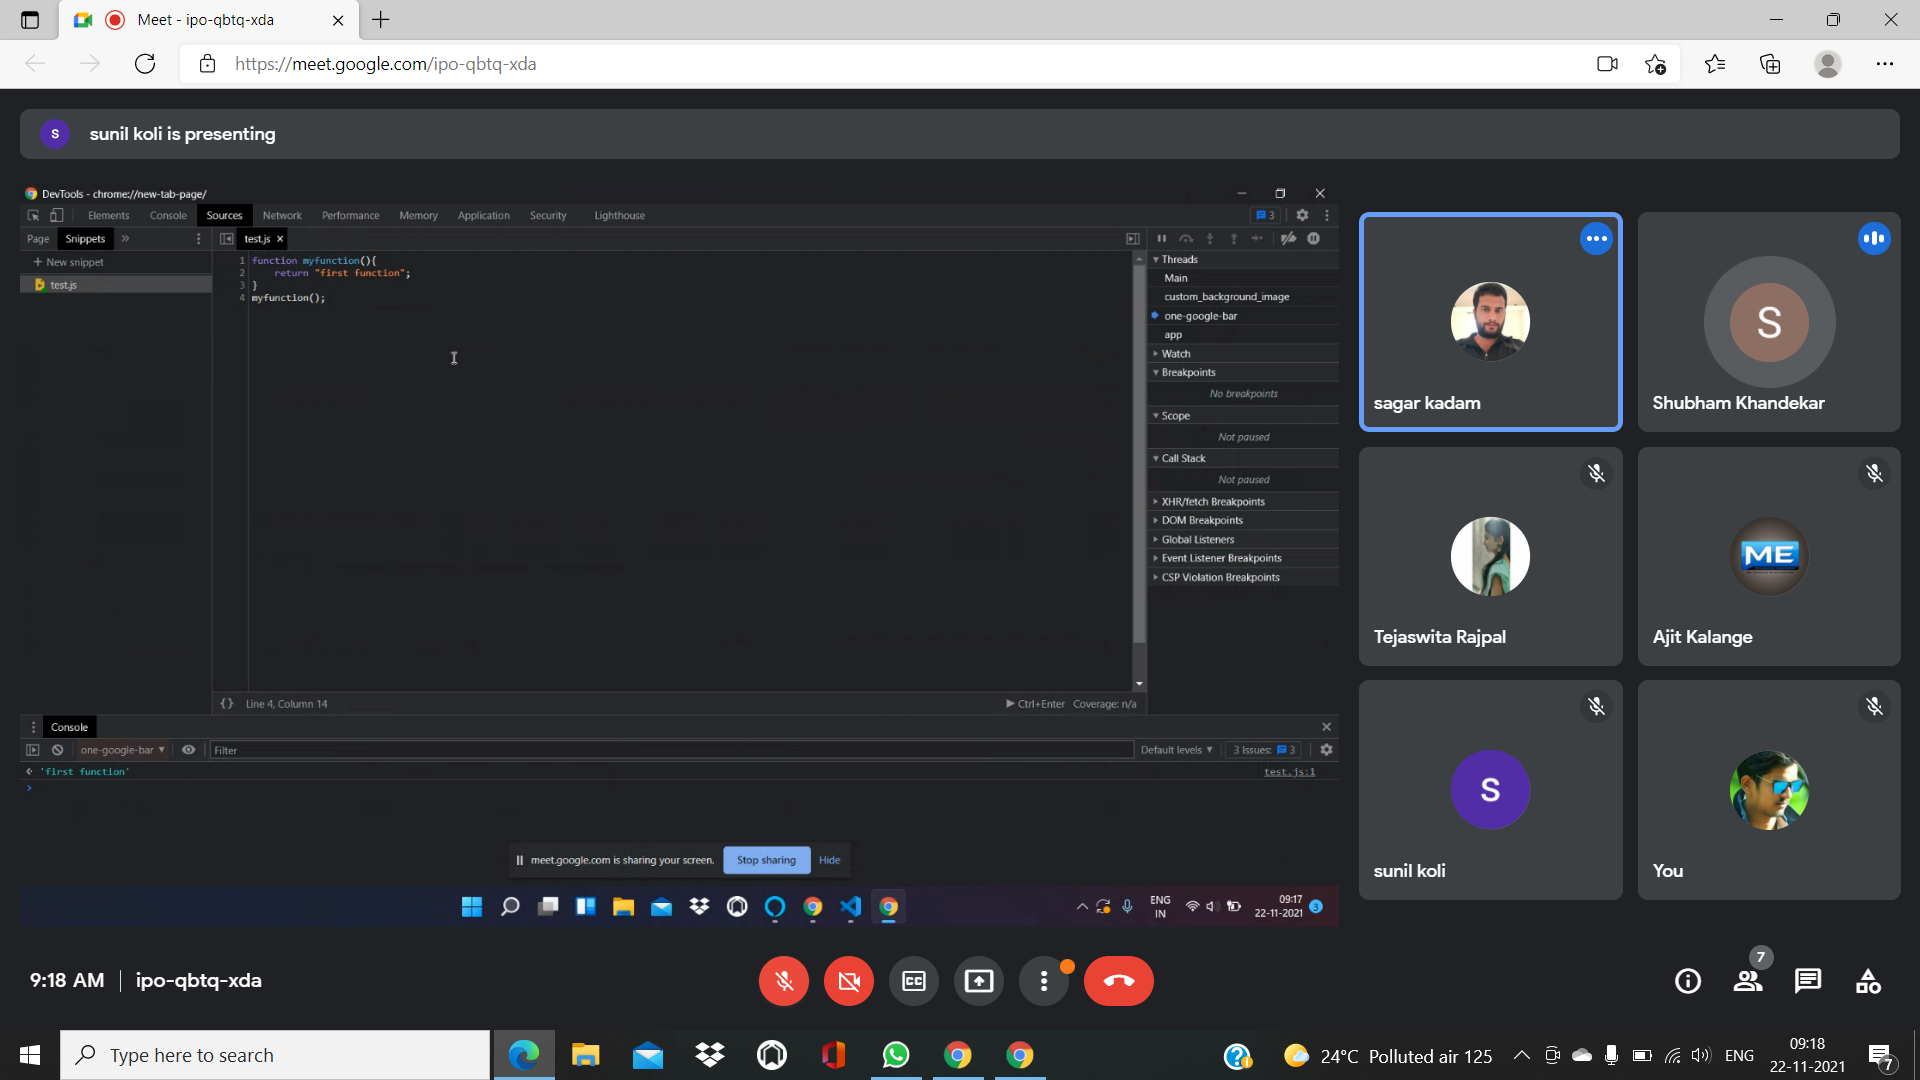 Meet - ipo-qbtq-xda
https://meet.google.com/ipo-qbtq-xda
S sunil koli is presenting
DevTools - chrome://new-tab-page/
Elements Console Sources Network Performance Memory Application Security Lighthouse 3
Page Snippets » test.js
+ New snippet
test.js
1 function myfunction(){
2 return "first function";
3 }
4 myfunction();
Threads
Main
custom_background_image
one-google-bar
app
Watch
Breakpoints
No breakpoints
Scope
Not paused
Call Stack
Not paused
XHR/fetch Breakpoints
DOM Breakpoints
Global Listeners
Event Listener Breakpoints
CSP Violation Breakpoints
{} Line 4, Column 14 Ctrl+Enter Coverage: n/a
Console
one-google-bar Filter Default levels 3 Issues: 3
'first function' test.js:1
meet.google.com is sharing your screen. Stop sharing Hide
ENG IN 09:17 22-11-2021 3
sagar kadam
S
Shubham Khandekar
Tejaswita Rajpal
ME
Ajit Kalange
S
sunil koli
You
9:18 AM ipo-qbtq-xda CC 7
Type here to search 24°C Polluted air 125 ENG 09:18 22-11-2021 7